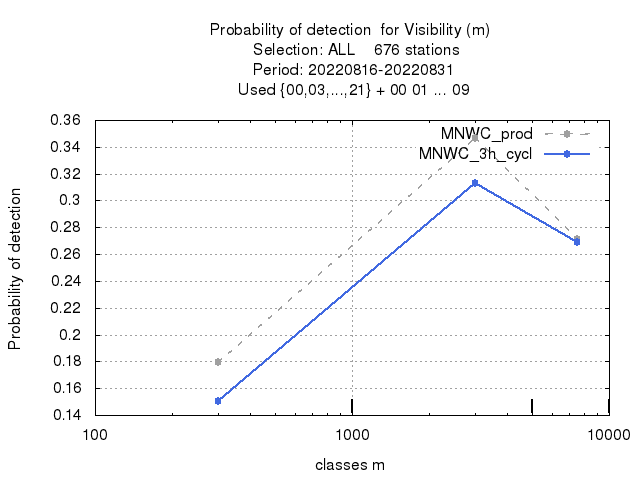 Probability of detection for Visibility (m)
Selection: ALL 676 stations
Period: 20220816-20220831
Used {00,03,...,21} + 00 01 ... 09
0.36
0.34
0.32
0.3
0.28
0.26
0.24
0.22
0.2
0.18
0.16
0.14
Probability of detection
MNWC_prod
MNWC_3h_cycl
100
1000
10000
classes m